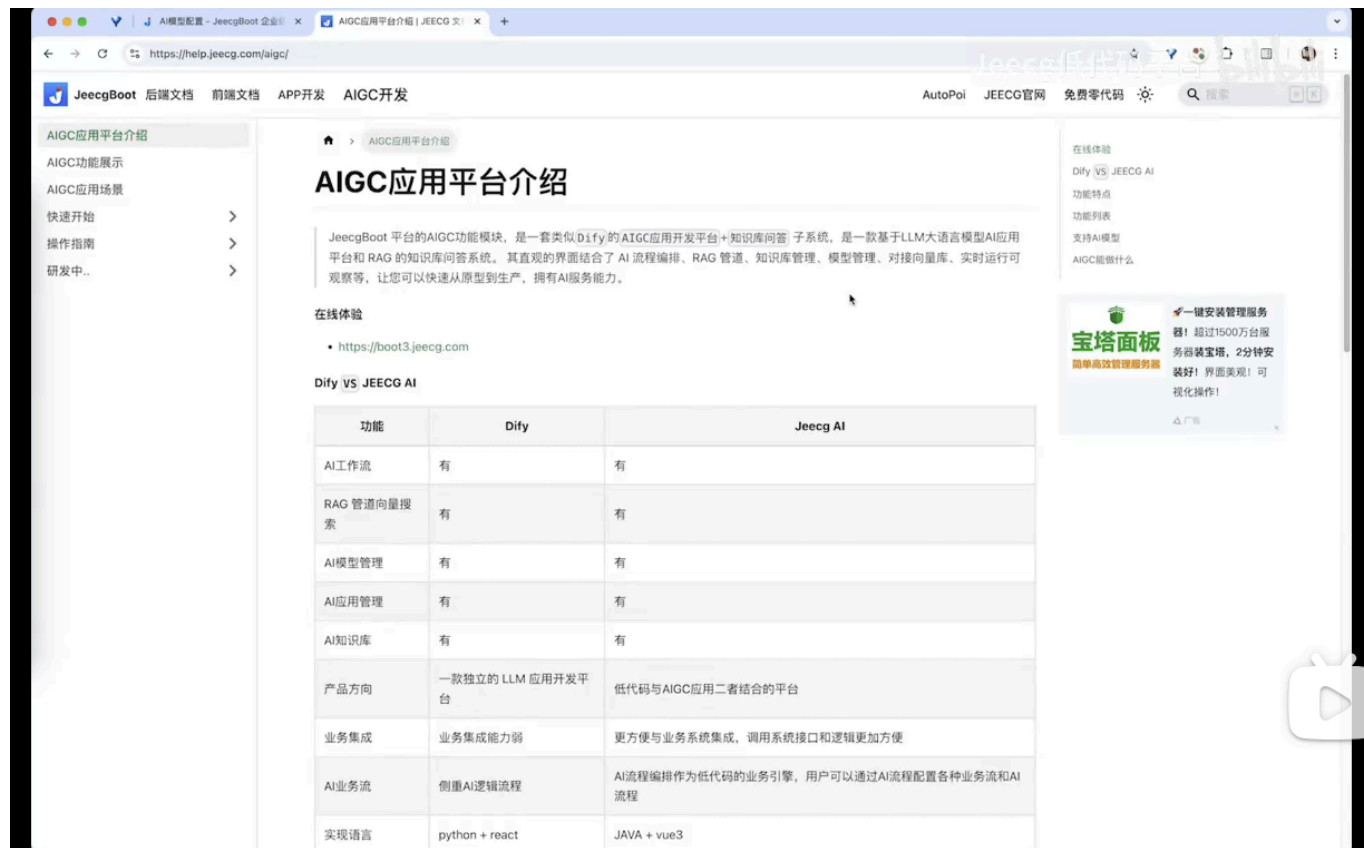 AI模型配置 - JeecgBoot 企业级
AIGC应用平台介绍 | JEECG 文
https://help.jeecg.com/aigc/
Jeecg低代码平台
bilibili
JeecgBoot 后端文档 前端文档 APP开发 AIGC开发
AutoPoi JEECG官网 免费零代码 搜索 K
AIGC应用平台介绍
AIGC功能展示
AIGC应用场景
快速开始
操作指南
研发中..
AIGC应用平台介绍
AIGC应用平台介绍
JeecgBoot 平台的AIGC功能模块，是一套类似Dify的AIGC应用开发平台+知识库问答 子系统，是一款基于LLM大语言模型AI应用
平台和 RAG 的知识库问答系统。 其直观的界面结合了 AI 流程编排、RAG 管道、知识库管理、模型管理、对接向量库、实时运行可
观察等，让您可以快速从原型到生产，拥有AI服务能力。
在线体验
• https://boot3.jeecg.com
Dify VS JEECG AI
功能 Dify Jeecg AI
AI工作流 有 有
RAG 管道向量搜
索 有 有
AI模型管理 有 有
AI应用管理 有 有
AI知识库 有 有
产品方向 一款独立的 LLM 应用开发平
台 低代码与AIGC应用二者结合的平台
业务集成 业务集成能力弱 更方便与业务系统集成，调用系统接口和逻辑更加方便
AI业务流 侧重AI逻辑流程 AI流程编排作为低代码的业务引擎，用户可以通过AI流程配置各种业务流和AI
流程
实现语言 python + react JAVA + vue3
在线体验
Dify VS JEECG AI
功能特点
功能列表
支持AI模型
AIGC能做什么
宝塔面板
简单高效管理服务器
🚀一键安装管理服务
器！超过1500万台服
务器装宝塔，2分钟安
装好！界面美观！可
视化操作！
广告